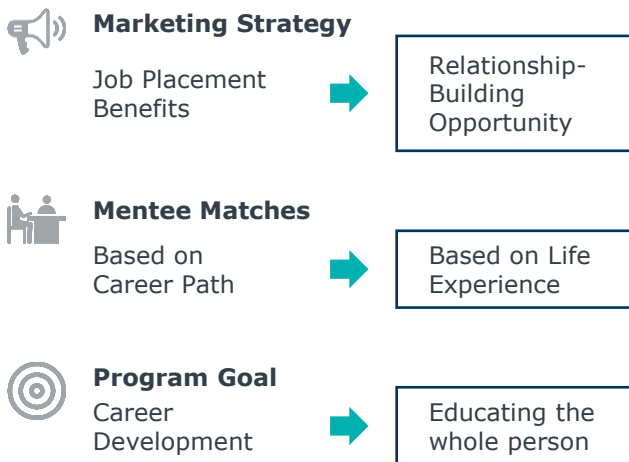 Marketing Strategy
Job Placement
Benefits
Relationship-
Building
Opportunity
Mentee Matches
Based on
Career Path
Based on Life
Experience
Program Goal
Career
Development
Educating the
whole person